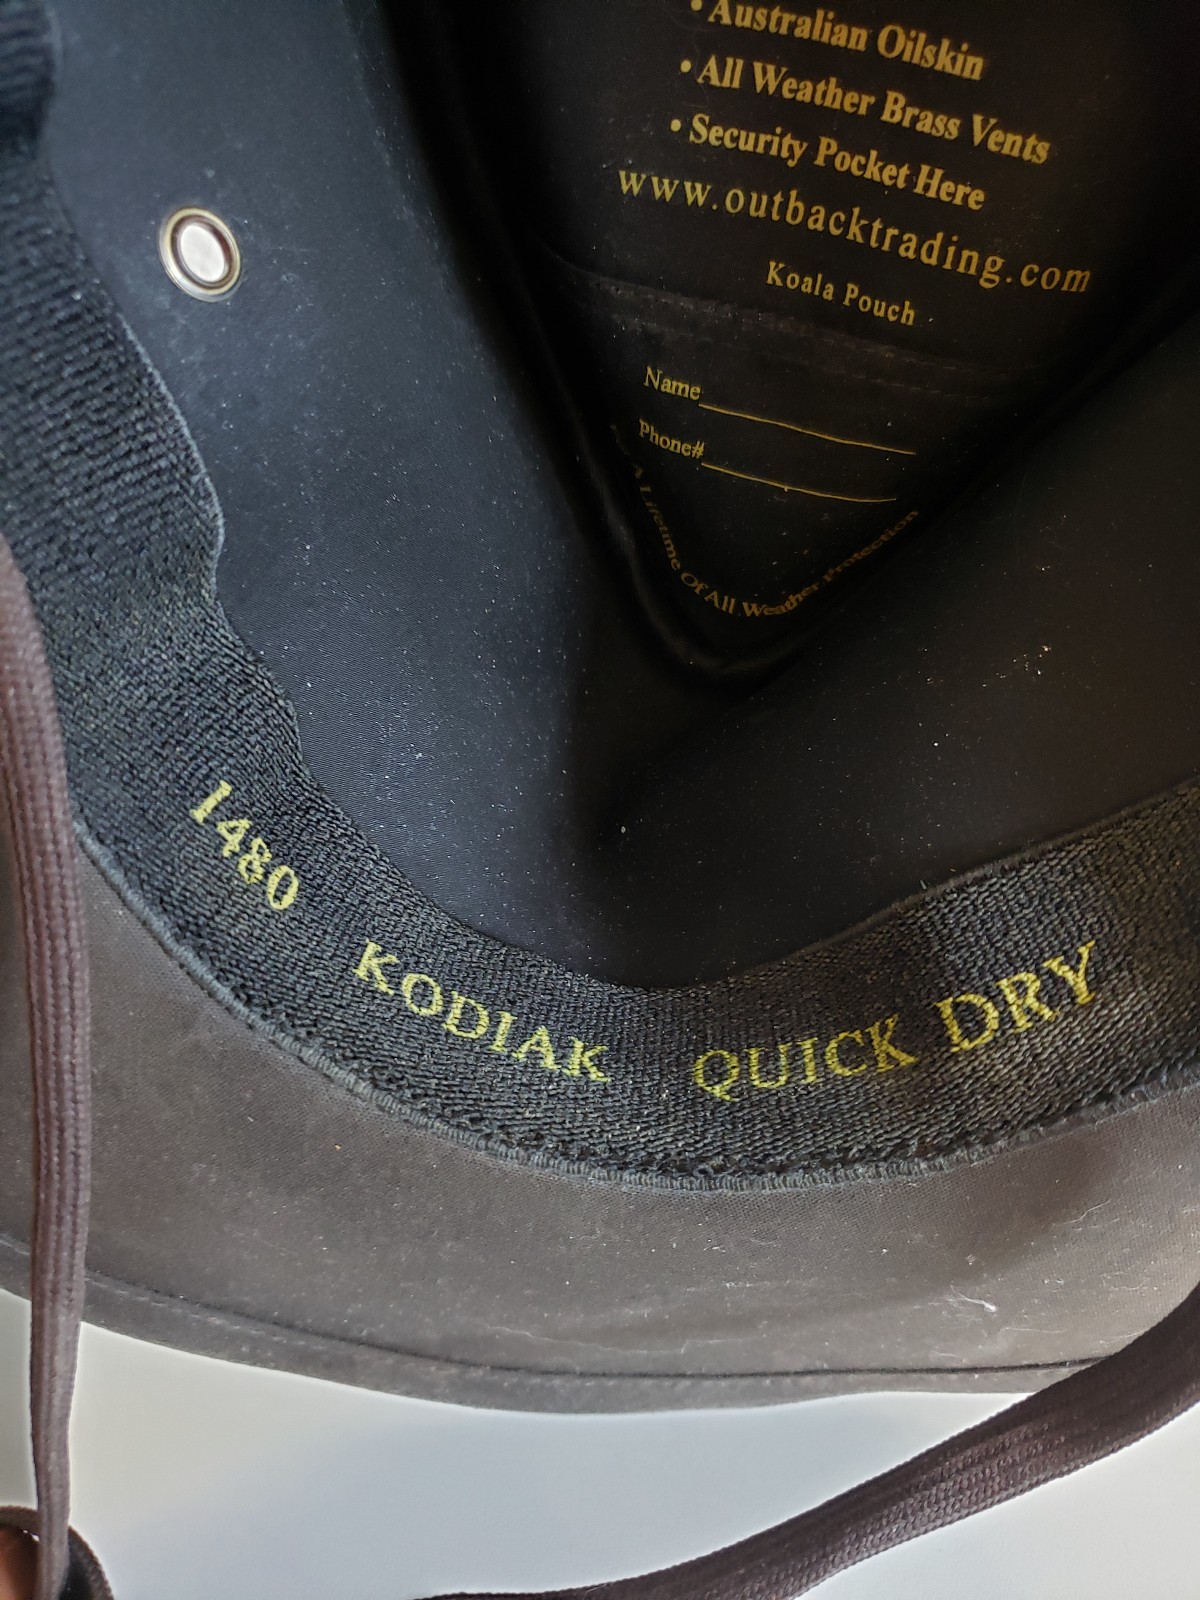 • Australian Oilskin
• All Weather Brass Vents
• Security Pocket Here
www.outbacktrading.com
Koala Pouch
Name
Phone#
A Lifetime Of All Weather Protection
1480 KODIAK QUICK DRY